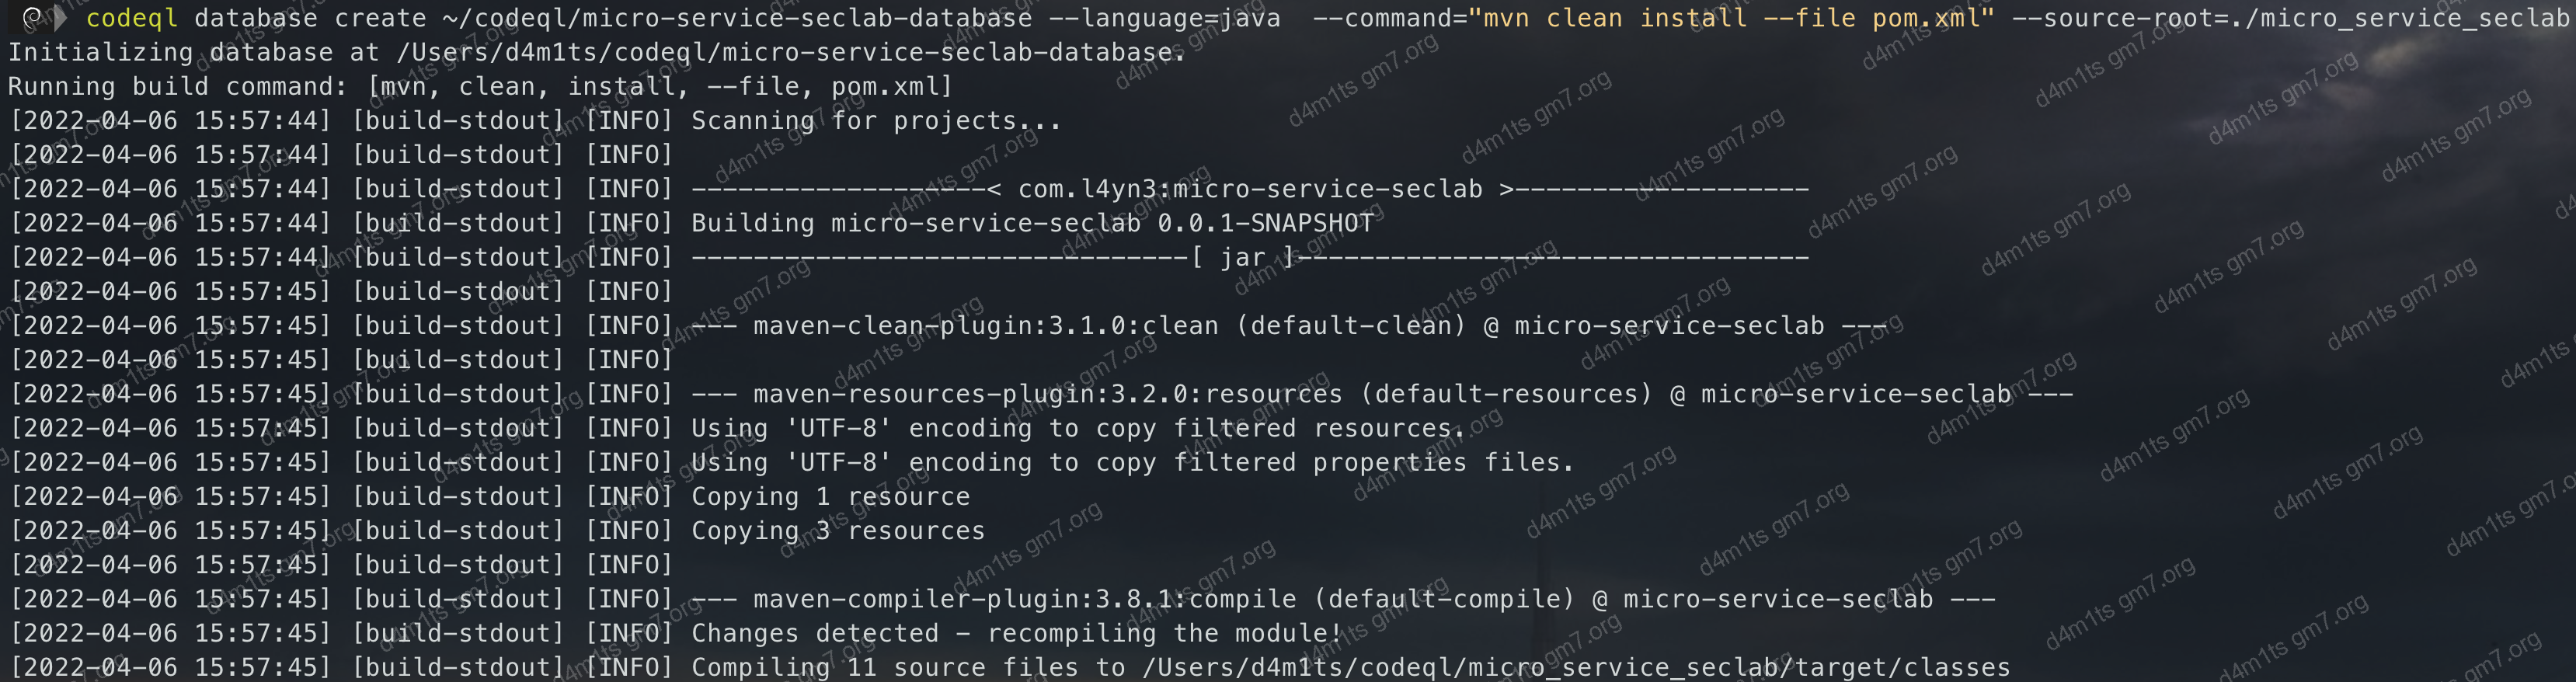 codeql database create ~/codeql/micro-service-seclab-database --language=java  --command="mvn clean install --file pom.xml" --source-root=./micro_service_seclab
Initializing database at /Users/d4m1ts/codeql/micro-service-seclab-database.
Running build command: [mvn, clean, install, --file, pom.xml]
[2022-04-06 15:57:44] [build-stdout] [INFO] Scanning for projects...
[2022-04-06 15:57:44] [build-stdout] [INFO]
[2022-04-06 15:57:44] [build-stdout] [INFO] -------------------< com.l4yn3:micro-service-seclab >-------------------
[2022-04-06 15:57:44] [build-stdout] [INFO] Building micro-service-seclab 0.0.1-SNAPSHOT
[2022-04-06 15:57:44] [build-stdout] [INFO] --------------------------------[ jar ]---------------------------------
[2022-04-06 15:57:45] [build-stdout] [INFO]
[2022-04-06 15:57:45] [build-stdout] [INFO] --- maven-clean-plugin:3.1.0:clean (default-clean) @ micro-service-seclab ---
[2022-04-06 15:57:45] [build-stdout] [INFO]
[2022-04-06 15:57:45] [build-stdout] [INFO] --- maven-resources-plugin:3.2.0:resources (default-resources) @ micro-service-seclab ---
[2022-04-06 15:57:45] [build-stdout] [INFO] Using 'UTF-8' encoding to copy filtered resources.
[2022-04-06 15:57:45] [build-stdout] [INFO] Using 'UTF-8' encoding to copy filtered properties files.
[2022-04-06 15:57:45] [build-stdout] [INFO] Copying 1 resource
[2022-04-06 15:57:45] [build-stdout] [INFO] Copying 3 resources
[2022-04-06 15:57:45] [build-stdout] [INFO]
[2022-04-06 15:57:45] [build-stdout] [INFO] --- maven-compiler-plugin:3.8.1:compile (default-compile) @ micro-service-seclab ---
[2022-04-06 15:57:45] [build-stdout] [INFO] Changes detected - recompiling the module!
[2022-04-06 15:57:45] [build-stdout] [INFO] Compiling 11 source files to /Users/d4m1ts/codeql/micro_service_seclab/target/classes
d4m1ts gm7.org